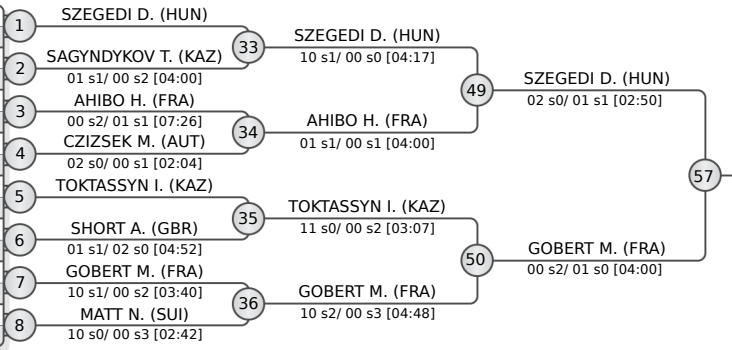 1
SZEGEDI D. (HUN)
2
SAGYNDYKOV T. (KAZ)
01 s1/ 00 s2 [04:00]
3
AHIBO H. (FRA)
00 s2/ 01 s1 [07:26]
4
CZIZSEK M. (AUT)
02 s0/ 00 s1 [02:04]
5
TOKTASSYN I. (KAZ)
6
SHORT A. (GBR)
01 s1/ 02 s0 [04:52]
7
GOBERT M. (FRA)
10 s1/ 00 s2 [03:40]
8
MATT N. (SUI)
10 s0/ 00 s3 [02:42]
33
SZEGEDI D. (HUN)
10 s1/ 00 s0 [04:17]
34
AHIBO H. (FRA)
01 s1/ 00 s1 [04:00]
35
TOKTASSYN I. (KAZ)
11 s0/ 00 s2 [03:07]
36
GOBERT M. (FRA)
10 s2/ 00 s3 [04:48]
49
SZEGEDI D. (HUN)
02 s0/ 01 s1 [02:50]
50
GOBERT M. (FRA)
00 s2/ 01 s0 [04:00]
57